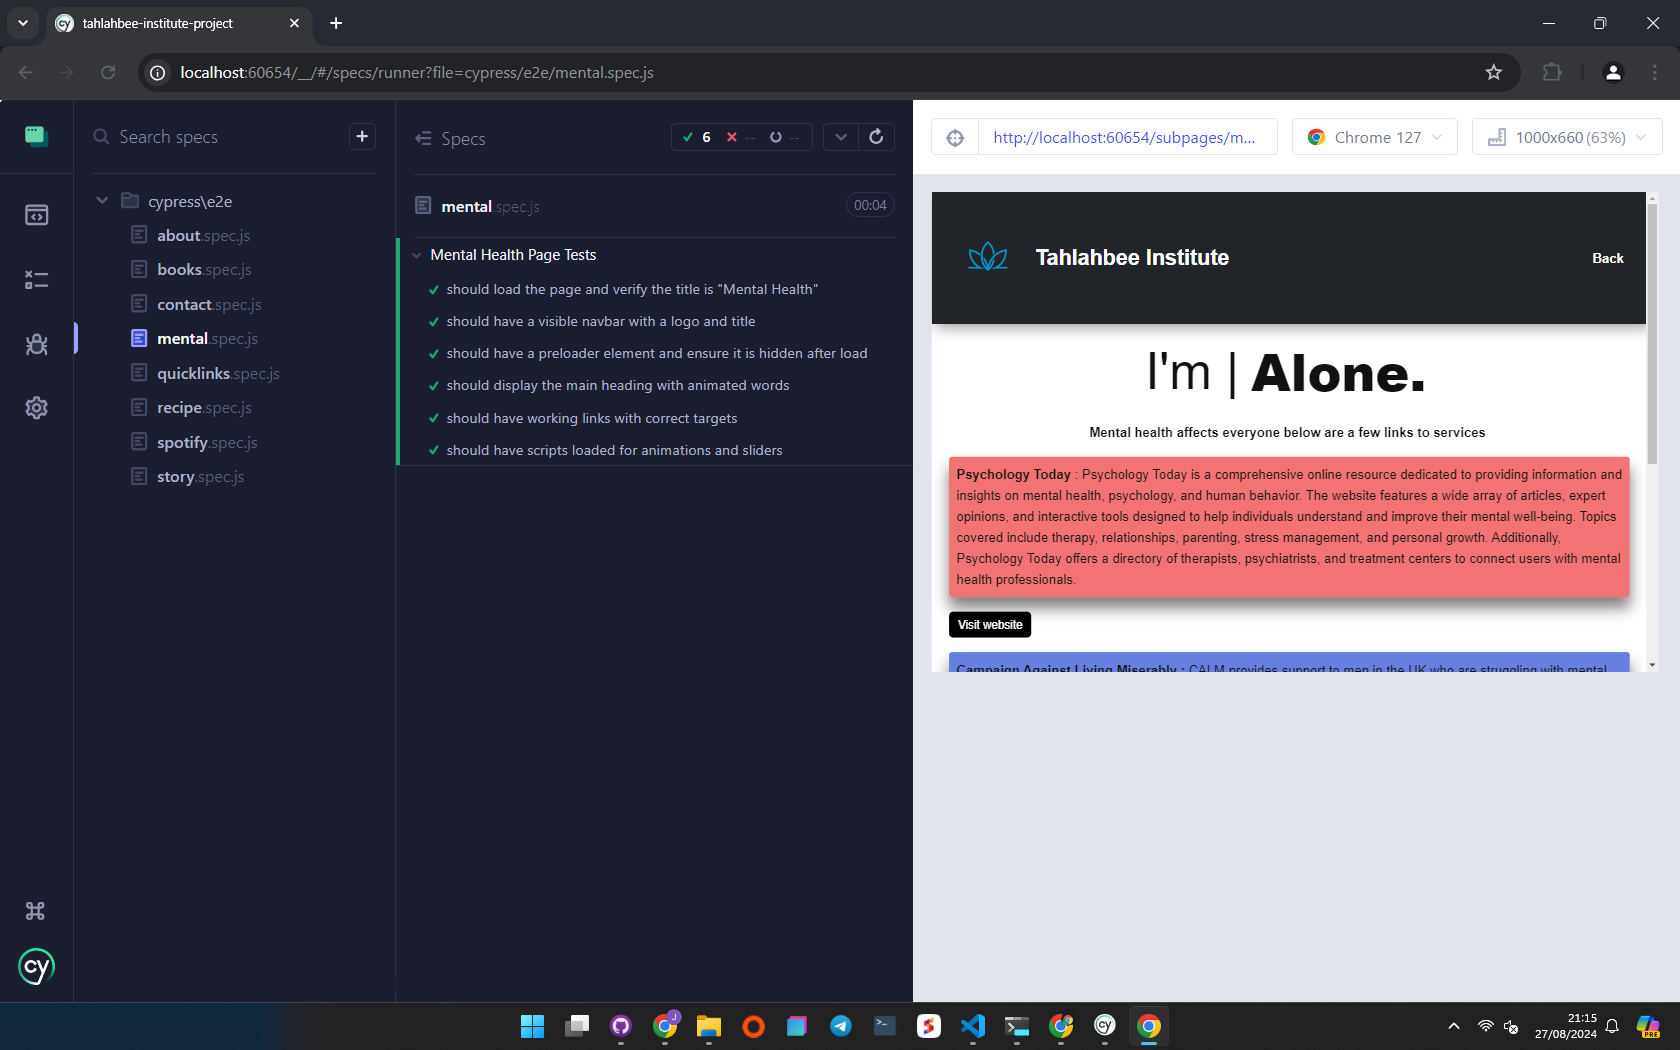 tahlahbee-institute-project
localhost:60654/__/#/specs/runner?file=cypress/e2e/mental.spec.js
Search specs
cypress\e2e
about.spec.js
books.spec.js
contact.spec.js
mental.spec.js
quicklinks.spec.js
recipe.spec.js
spotify.spec.js
story.spec.js
cy
Specs
6 -- --
mental.spec.js
00:04
Mental Health Page Tests
should load the page and verify the title is "Mental Health"
should have a visible navbar with a logo and title
should have a preloader element and ensure it is hidden after load
should display the main heading with animated words
should have working links with correct targets
should have scripts loaded for animations and sliders
http://localhost:60654/subpages/m...
Chrome 127
1000x660 (63%)
Tahlahbee Institute
Back
I'm | Alone.
Mental health affects everyone below are a few links to services
Psychology Today : Psychology Today is a comprehensive online resource dedicated to providing information and
insights on mental health, psychology, and human behavior. The website features a wide array of articles, expert
opinions, and interactive tools designed to help individuals understand and improve their mental well-being. Topics
covered include therapy, relationships, parenting, stress management, and personal growth. Additionally,
Psychology Today offers a directory of therapists, psychiatrists, and treatment centers to connect users with mental
health professionals.
Visit website
Campaign Against Living Miserably : CALM provides support to men in the UK who are struggling with mental
21:15
27/08/2024
PRE